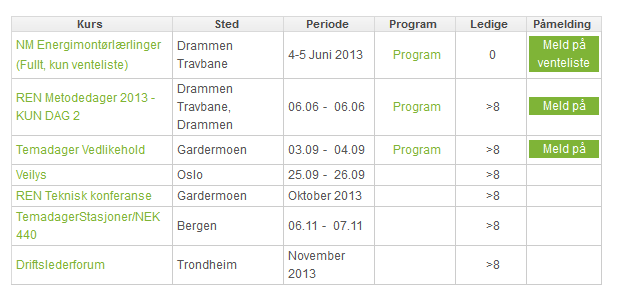 Kurs Sted Periode Program Ledige Påmelding
NM Energimontørlærlinger
(Fullt, kun venteliste)
Drammen
Travbane
4-5 Juni 2013
Program
0
Meld på
venteliste
REN Metodedager 2013 -
KUN DAG 2
Drammen
Travbane,
Drammen
06.06 - 06.06
Program
>8
Meld på
Temadager Vedlikehold Gardermoen 03.09 - 04.09 Program >8 Meld på
Veilys Oslo 25.09 - 26.09 >8
REN Teknisk konferanse Gardermoen Oktober 2013 >8
TemadagerStasjoner/NEK
440
Bergen
06.11 - 07.11
>8
Driftslederforum
Trondheim
November
2013
>8